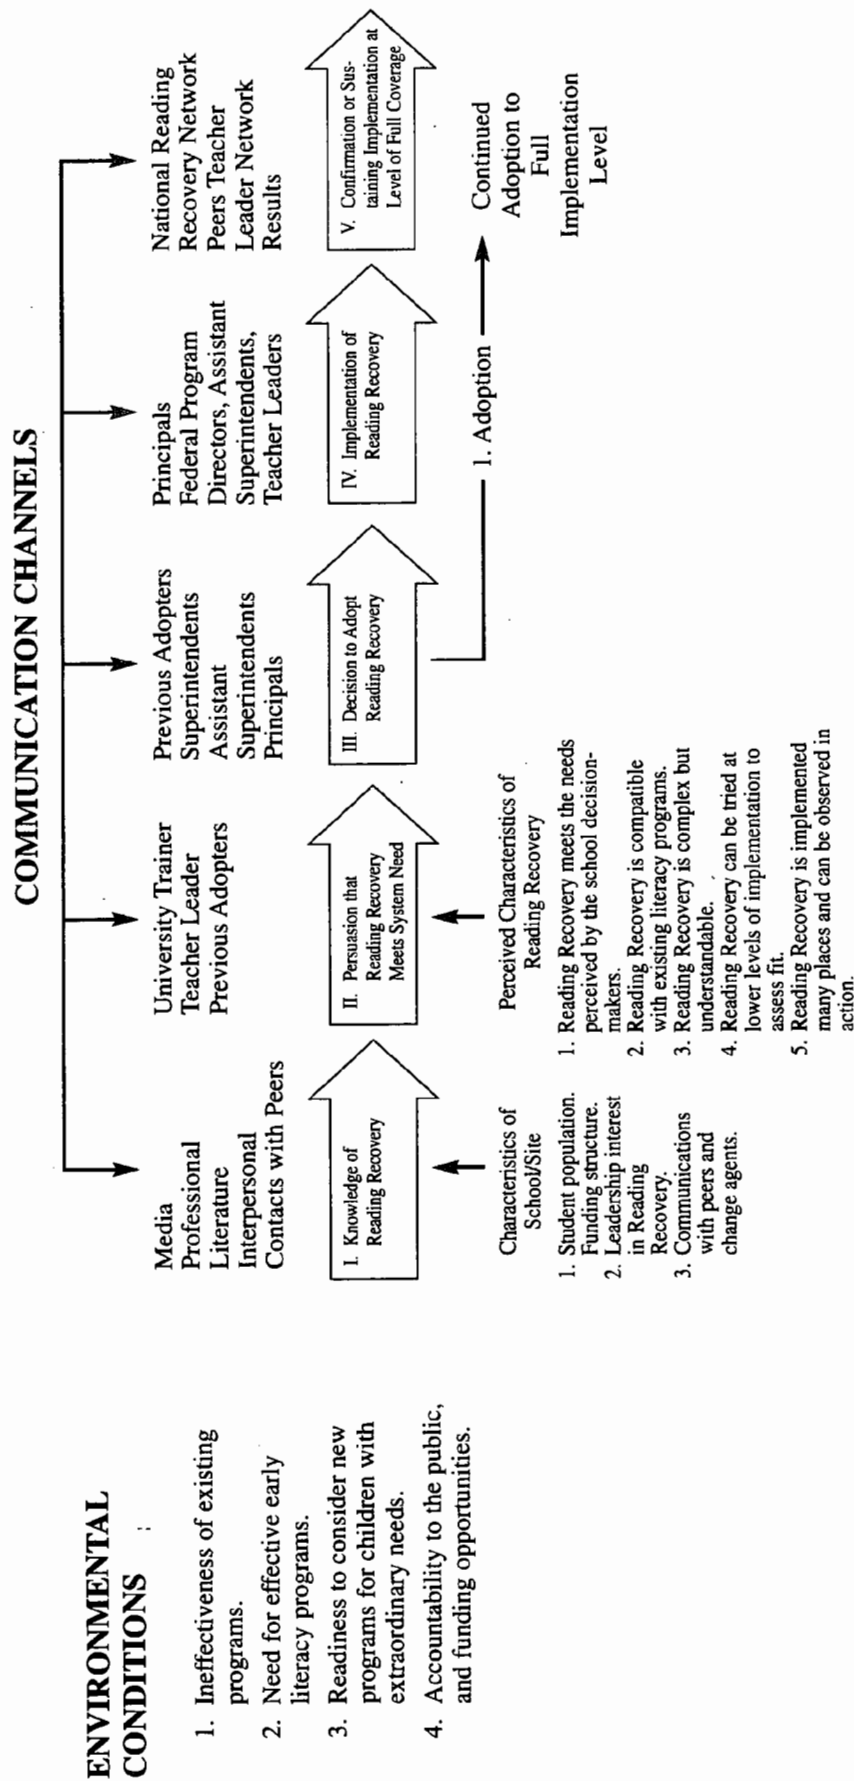 COMMUNICATION CHANNELS
ENVIRONMENTAL
CONDITIONS
1. Ineffectiveness of existing
programs.
2. Need for effective early
literacy programs.
3. Readiness to consider new
programs for children with
extraordinary needs.
4. Accountability to the public,
and funding opportunities.
Media
Professional
Literature
Interpersonal
Contacts with Peers
University Trainer
Teacher Leader
Previous Adopters
Previous Adopters
Superintendents
Assistant
Superintendents
Principals
Principals
Federal Program
Directors, Assistant
Superintendents,
Teacher Leaders
National Reading
Recovery Network
Peers Teacher
Leader Network
Results
I. Knowledge of
Reading Recovery
II. Persuasion that
Reading Recovery
Meets System Need
III. Decision to Adopt
Reading Recovery
IV. Implementation of
Reading Recovery
V. Confirmation or Sus-
taining Implementation at
Level of Full Coverage
Characteristics of
School/Site
1. Student population.
Funding structure.
2. Leadership interest
in Reading
Recovery.
3. Communications
with peers and
change agents.
Perceived Characteristics of
Reading Recovery
1. Reading Recovery meets the needs
perceived by the school decision-
makers.
2. Reading Recovery is compatible
with existing literacy programs.
3. Reading Recovery is complex but
understandable.
4. Reading Recovery can be tried at
lower levels of implementation to
assess fit.
5. Reading Recovery is implemented
many places and can be observed in
action.
1. Adoption
Continued
Adoption to
Full
Implementation
Level